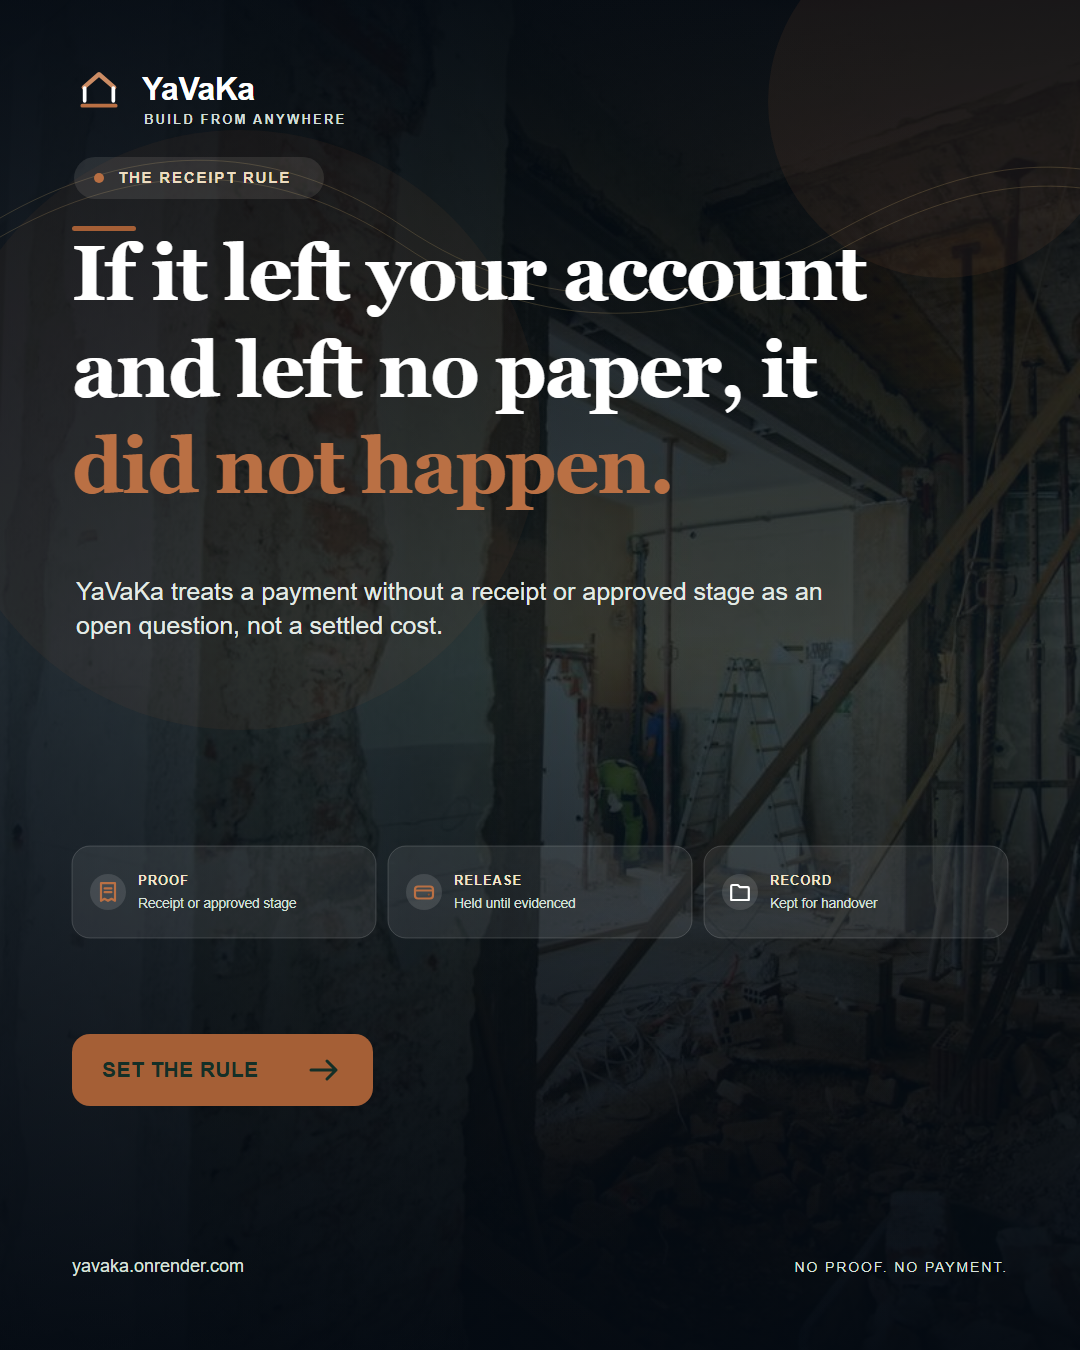 YaVaKa
BUILD FROM ANYWHERE
THE RECEIPT RULE
If it left your account
and left no paper, it
did not happen.
YaVaKa treats a payment without a receipt or approved stage as an
open question, not a settled cost.
PROOF
Receipt or approved stage
RELEASE
Held until evidenced
RECORD
Kept for handover
SET THE RULE
yavaka.onrender.com
NO PROOF. NO PAYMENT.